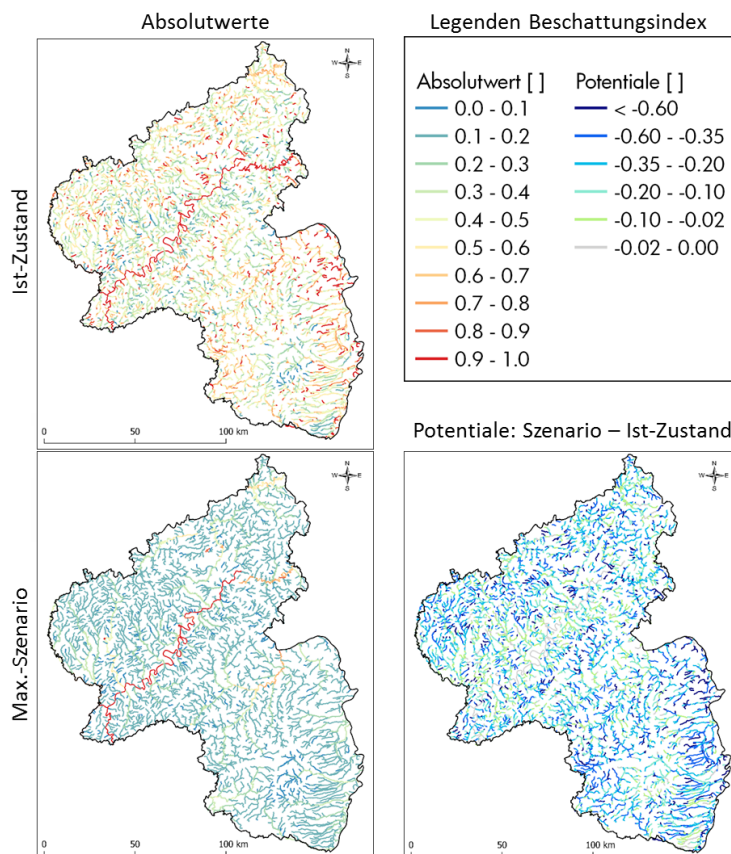 Absolutwerte
Legenden Beschattungsindex
Ist-Zustand
N
W E
S
0 50 100 km
Absolutwert [ ]
0.0 - 0.1
0.1 - 0.2
0.2 - 0.3
0.3 - 0.4
0.4 - 0.5
0.5 - 0.6
0.6 - 0.7
0.7 - 0.8
0.8 - 0.9
0.9 - 1.0
Potentiale [ ]
< -0.60
-0.60 - -0.35
-0.35 - -0.20
-0.20 - -0.10
-0.10 - -0.02
-0.02 - 0.00
Potentiale: Szenario – Ist-Zustand
Max.-Szenario
N
W E
S
0 50 100 km
N
W E
S
0 50 100 km